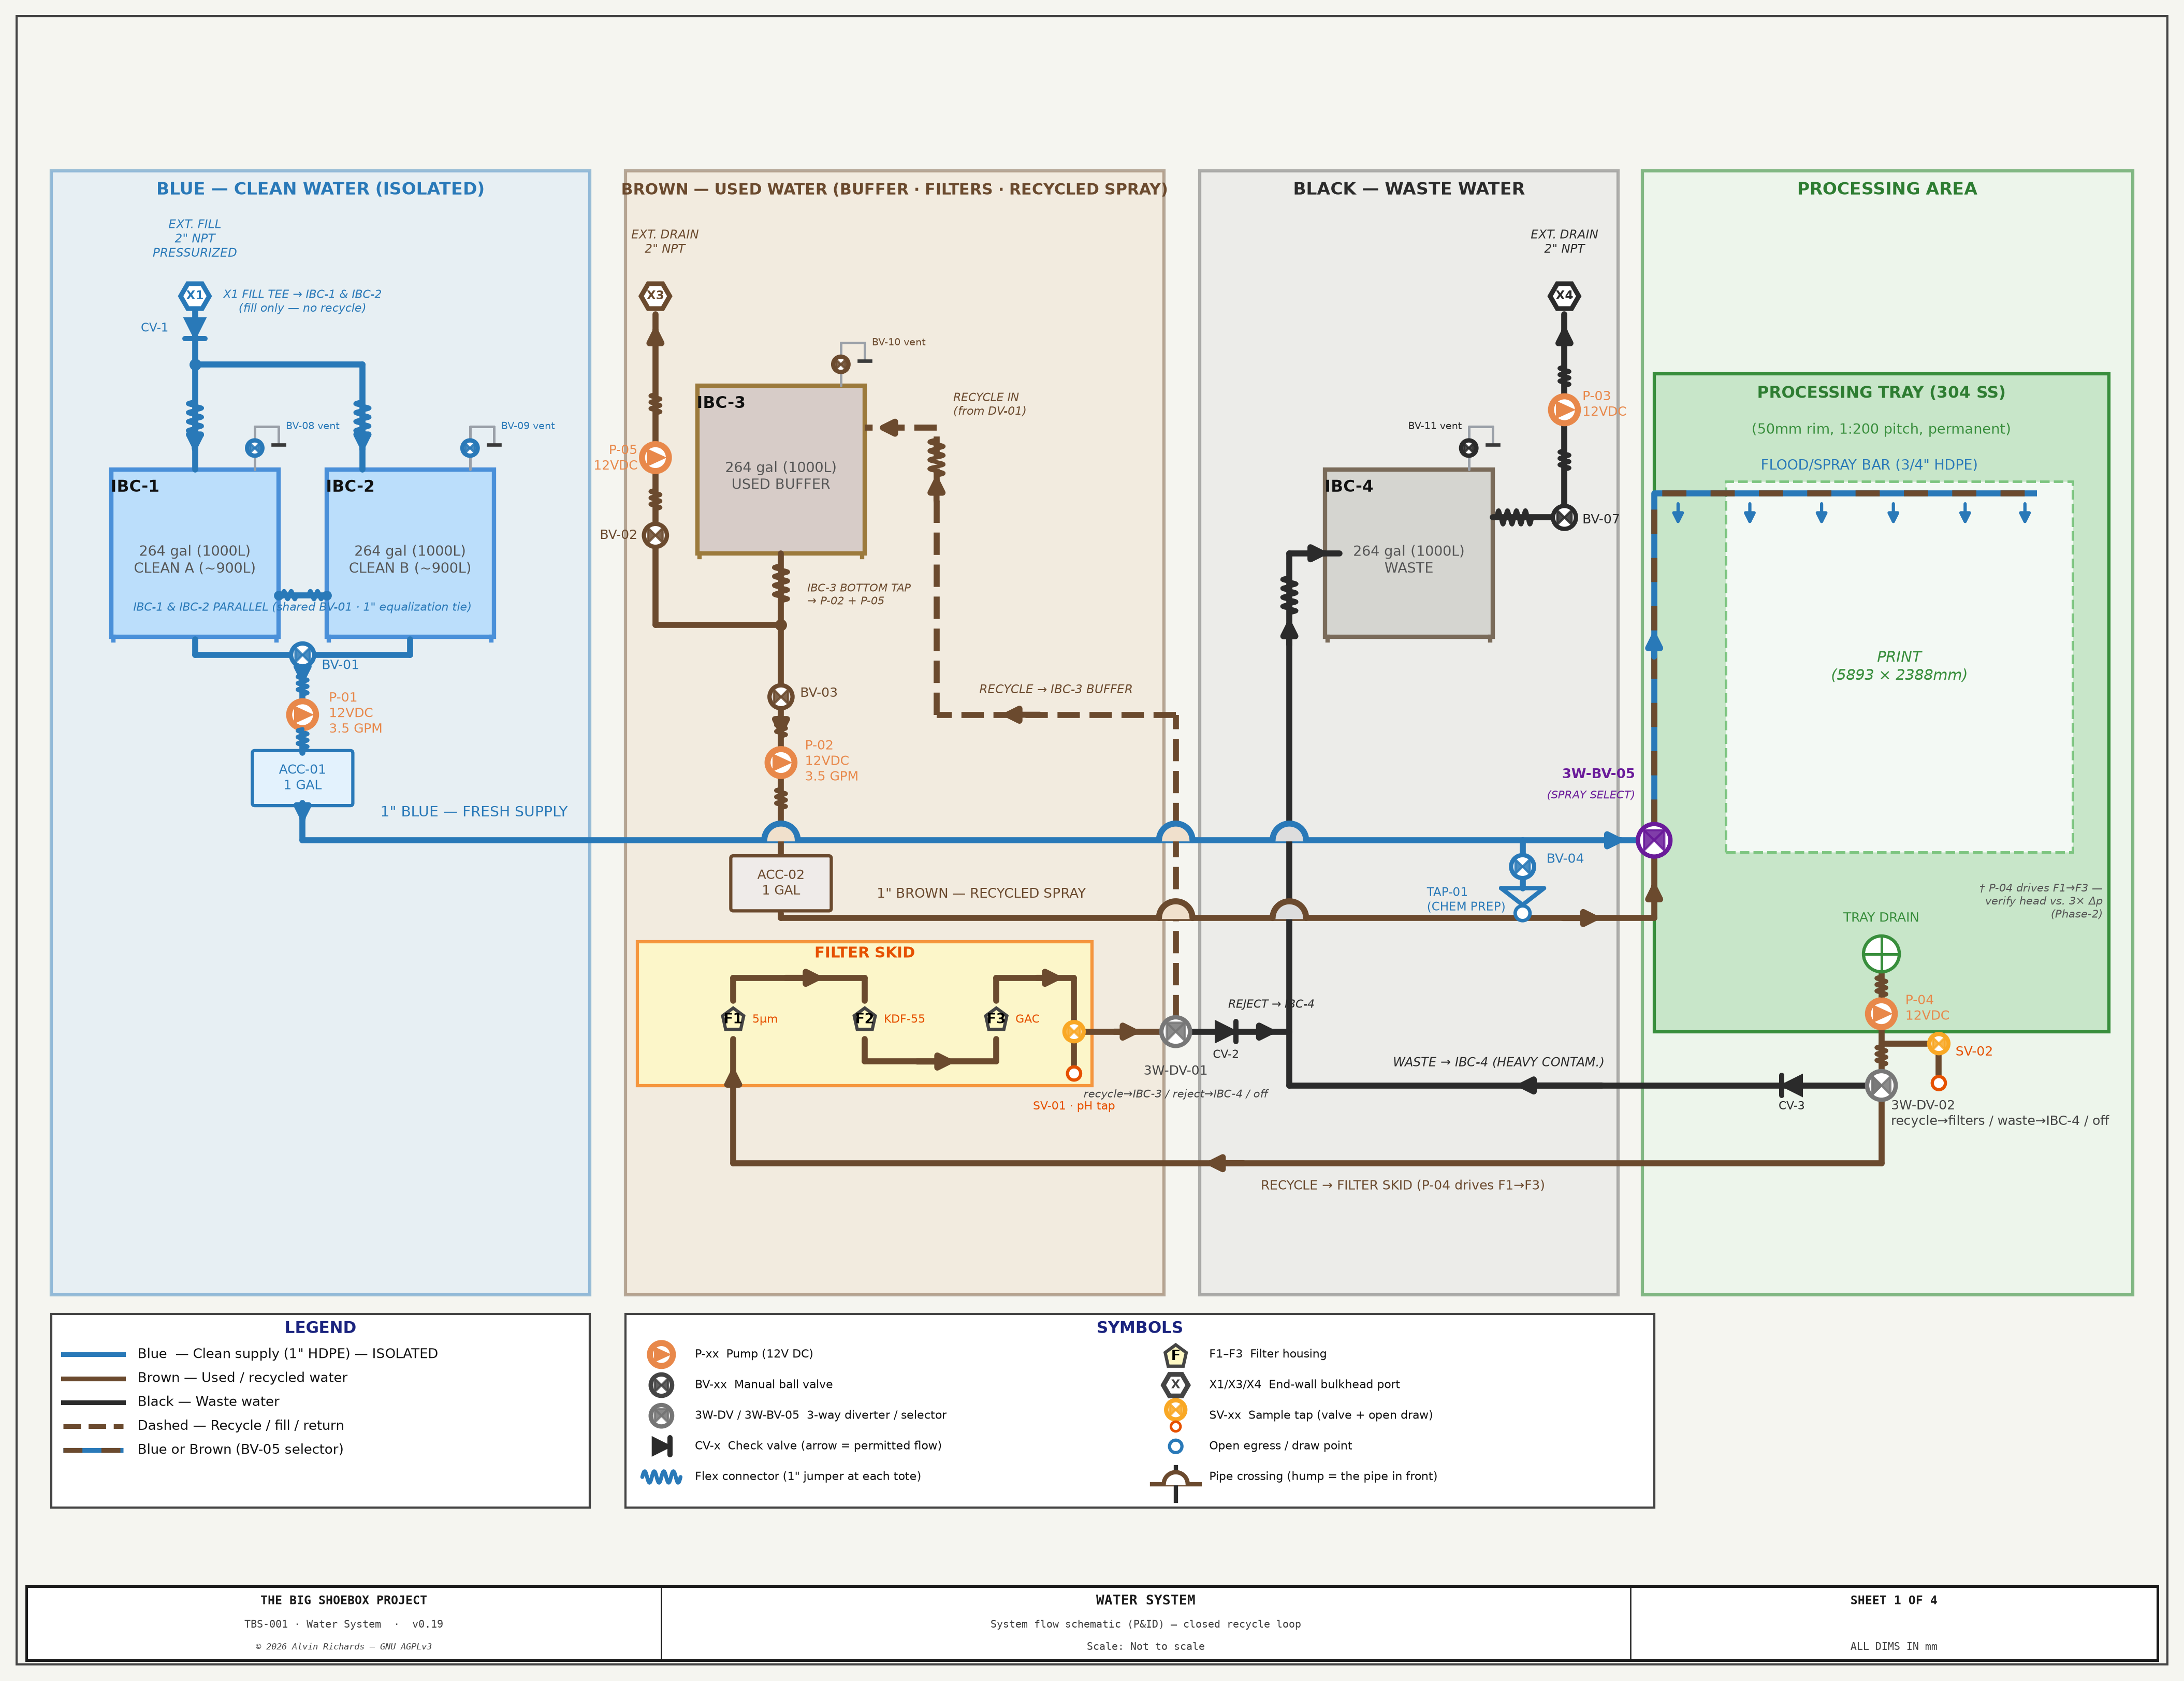 BLUE — CLEAN WATER (ISOLATED)
EXT. FILL
2" NPT
PRESSURIZED
X1
X1 FILL TEE → IBC-1 & IBC-2
(fill only — no recycle)
CV-1
BV-08 vent
BV-09 vent
IBC-1
264 gal (1000L)
CLEAN A (~900L)
IBC-2
264 gal (1000L)
CLEAN B (~900L)
IBC-1 & IBC-2 PARALLEL (shared BV-01 · 1" equalization tie)
BV-01
P-01
12VDC
3.5 GPM
ACC-01
1 GAL
1" BLUE — FRESH SUPPLY
BROWN — USED WATER (BUFFER · FILTERS · RECYCLED SPRAY)
EXT. DRAIN
2" NPT
X3
BV-10 vent
IBC-3
264 gal (1000L)
USED BUFFER
RECYCLE IN
(from DV-01)
P-05
12VDC
BV-02
IBC-3 BOTTOM TAP
→ P-02 + P-05
BV-03
RECYCLE → IBC-3 BUFFER
P-02
12VDC
3.5 GPM
ACC-02
1 GAL
1" BROWN — RECYCLED SPRAY
FILTER SKID
F1 5µm
F2 KDF-55
F3 GAC
SV-01 · pH tap
3W-DV-01
recycle→IBC-3 / reject→IBC-4 / off
BLACK — WASTE WATER
EXT. DRAIN
2" NPT
X4
P-03
12VDC
BV-11 vent
IBC-4
264 gal (1000L)
WASTE
BV-07
REJECT → IBC-4
CV-2
WASTE → IBC-4 (HEAVY CONTAM.)
BV-04
TAP-01
(CHEM PREP)
RECYCLE → FILTER SKID (P-04 drives F1→F3)
PROCESSING AREA
PROCESSING TRAY (304 SS)
(50mm rim, 1:200 pitch, permanent)
FLOOD/SPRAY BAR (3/4" HDPE)
PRINT
(5893 × 2388mm)
3W-BV-05
(SPRAY SELECT)
† P-04 drives F1→F3 —
verify head vs. 3× Δp
(Phase-2)
TRAY DRAIN
P-04
12VDC
SV-02
CV-3
3W-DV-02
recycle→filters / waste→IBC-4 / off
LEGEND
Blue — Clean supply (1" HDPE) — ISOLATED
Brown — Used / recycled water
Black — Waste water
Dashed — Recycle / fill / return
Blue or Brown (BV-05 selector)
SYMBOLS
P-xx Pump (12V DC)
BV-xx Manual ball valve
3W-DV / 3W-BV-05 3-way diverter / selector
CV-x Check valve (arrow = permitted flow)
Flex connector (1" jumper at each tote)
F F1–F3 Filter housing
X X1/X3/X4 End-wall bulkhead port
SV-xx Sample tap (valve + open draw)
Open egress / draw point
Pipe crossing (hump = the pipe in front)
THE BIG SHOEBOX PROJECT
TBS-001 · Water System · v0.19
© 2026 Alvin Richards — GNU AGPLv3
WATER SYSTEM
System flow schematic (P&ID) — closed recycle loop
Scale: Not to scale
SHEET 1 OF 4
ALL DIMS IN mm